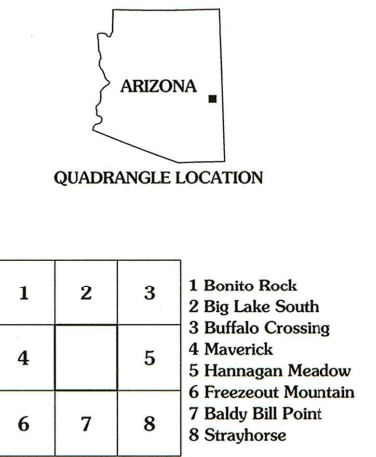 ARIZONA
QUADRANGLE LOCATION
1 2 3
4 5
6 7 8
1 Bonito Rock
2 Big Lake South
3 Buffalo Crossing
4 Maverick
5 Hannagan Meadow
6 Freezeout Mountain
7 Baldy Bill Point
8 Strayhorse